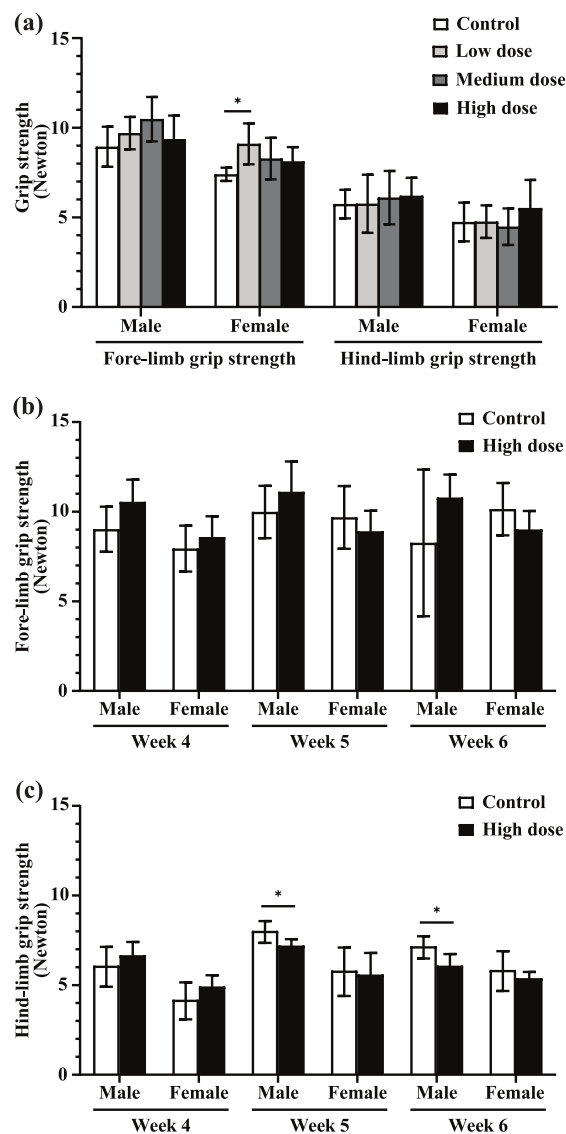 (a)
Control
Low dose
Medium dose
High dose
Grip strength
(Newton)
15
10
5
0
*
Male
Female
Male
Female
Fore-limb grip strength
Hind-limb grip strength
(b)
Control
High dose
Fore-limb grip strength
(Newton)
15
10
5
0
Male
Female
Male
Female
Male
Female
Week 4
Week 5
Week 6
(c)
Control
High dose
Hind-limb grip strength
(Newton)
15
10
5
0
*
*
Male
Female
Male
Female
Male
Female
Week 4
Week 5
Week 6